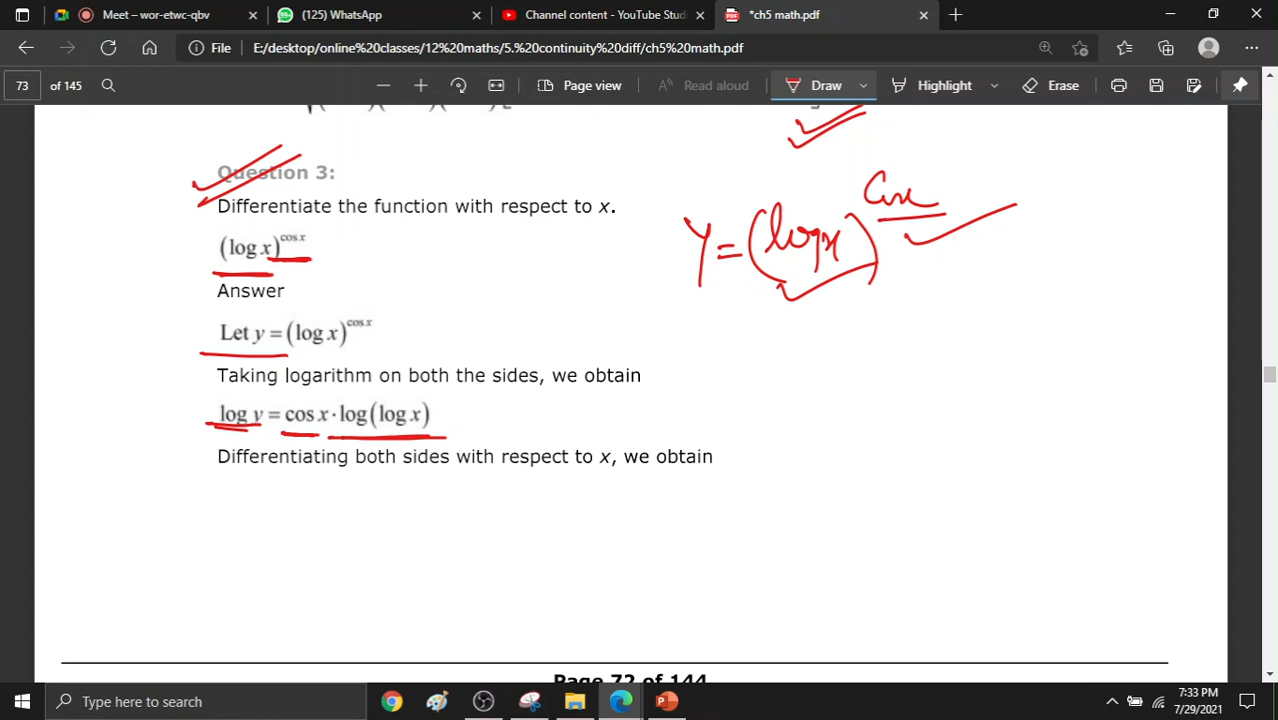 Meet – wor-etwc-qbv
(125) WhatsApp
Channel content - YouTube Stud
*ch5 math.pdf
File
E:/desktop/online%20classes/12%20maths/5.%20continuity%20diff/ch5%20math.pdf
73 of 145
Page view
Read aloud
Draw
Highlight
Erase
Question 3:
Differentiate the function with respect to x.
(log x)^cos x
Y = (log x)^Cosx
Answer
Let y = (log x)^cos x
Taking logarithm on both the sides, we obtain
log y = cos x · log (log x)
Differentiating both sides with respect to x, we obtain
Page 72 of 144
Type here to search
7:33 PM
7/29/2021